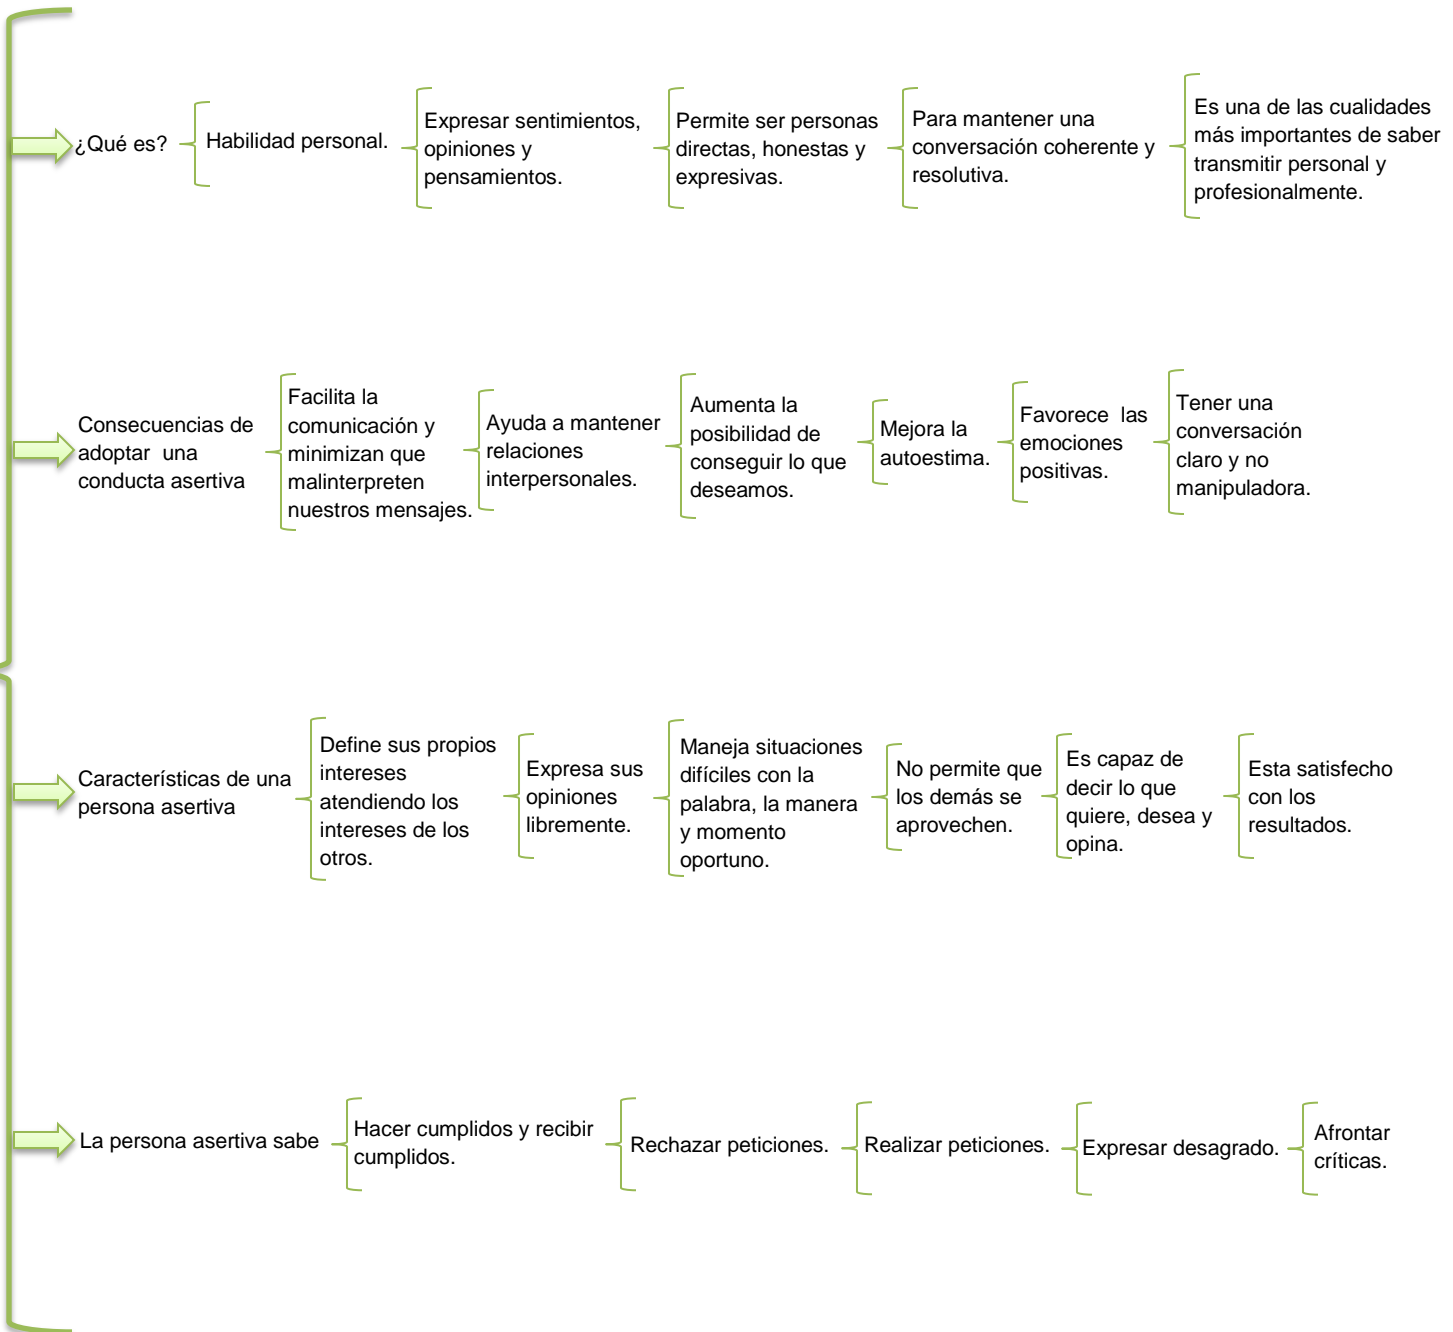 ¿Qué es?
Habilidad personal.
Expresar sentimientos,
opiniones y
pensamientos.
Permite ser personas
directas, honestas y
expresivas.
Para mantener una
conversación coherente y
resolutiva.
Es una de las cualidades
más importantes de saber
transmitir personal y
profesionalmente.
Consecuencias de
adoptar una
conducta asertiva
Facilita la
comunicación y
minimizan que
malinterpreten
nuestros mensajes.
Ayuda a mantener
relaciones
interpersonales.
Aumenta la
posibilidad de
conseguir lo que
deseamos.
Mejora la
autoestima.
Favorece las
emociones
positivas.
Tener una
conversación
claro y no
manipuladora.
Característicias de una
persona asertiva
Define sus propios
intereses
atendiendo los
intereses de los
otros.
Expresa sus
opiniones
libremente.
Maneja situaciones
difíciles con la
palabra, la manera
y momento
oportuno.
No permite que
los demás se
aprovechen.
Es capaz de
decir lo que
quiere, desea y
opina.
Esta satisfecho
con los
resultados.
La persona asertiva sabe
Hacer cumplidos y recibir
cumplidos.
Rechazar peticiones.
Realizar peticiones.
Expresar desagrado.
Afrontar
críticas.